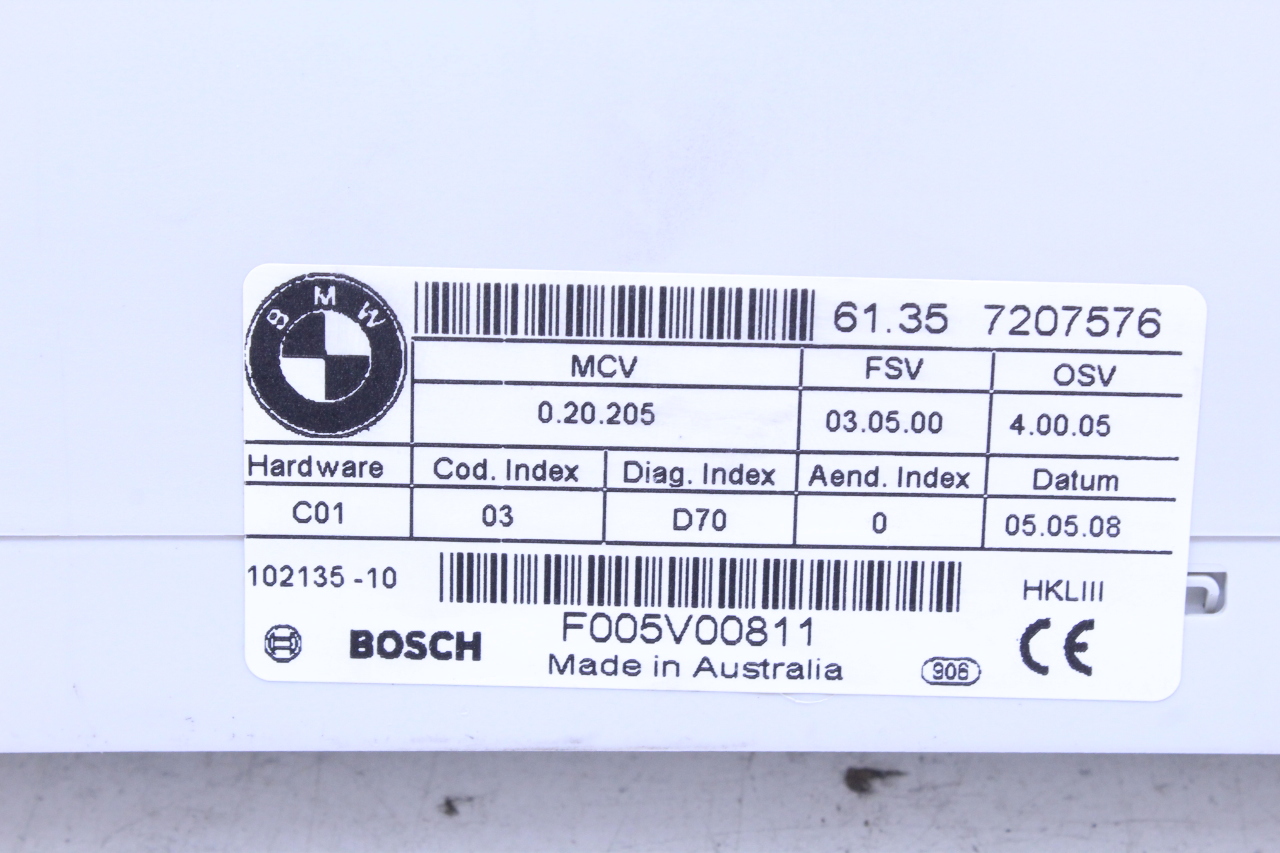 BMW
61.35 7207576
MCV FSV OSV
0.20.205 03.05.00 4.00.05
Hardware Cod. Index Diag. Index Aend. Index Datum
C01 03 D70 0 05.05.08
102135 -10 HKLIII
BOSCH F005V00811
Made in Australia 906 CE